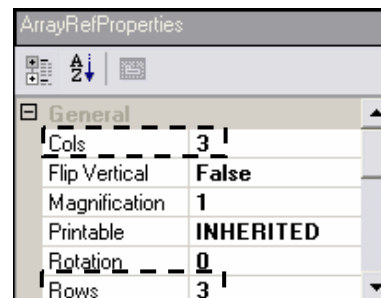 ArrayRefProperties
General
Cols 3
Flip Vertical False
Magnification 1
Printable INHERITED
Rotation 0
Rows 3